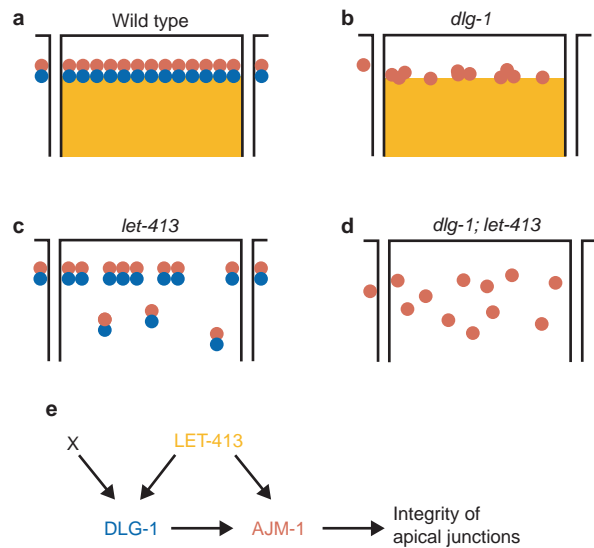 a
Wild type
b
dlg-1
c
let-413
d
dlg-1; let-413
e
X
LET-413
DLG-1
AJM-1
Integrity of
apical junctions